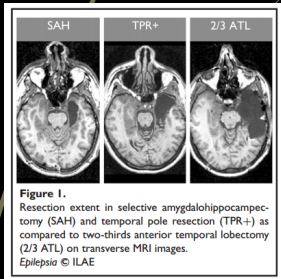 SAH TPR+ 2/3 ATL
Figure 1.
Resection extent in selective amygdalohippocampec-
tomy (SAH) and temporal pole resection (TPR+) as
compared to two-thirds anterior temporal lobectomy
(2/3 ATL) on transverse MRI images.
Epilepsia © ILAE